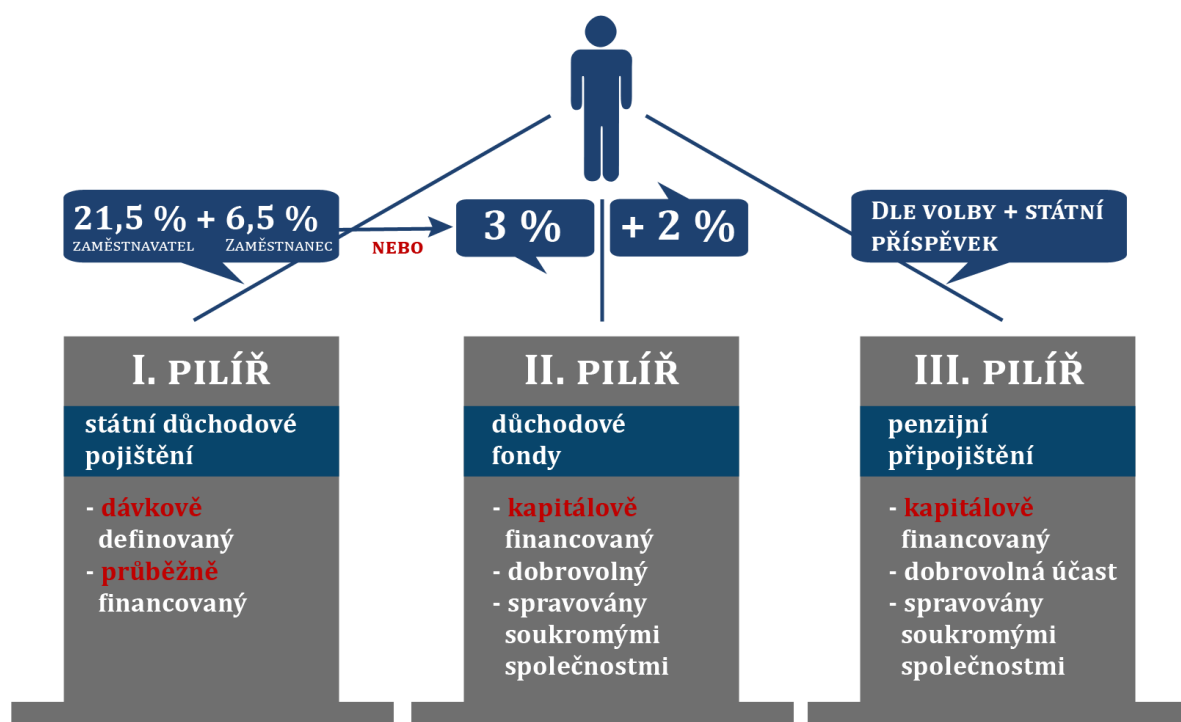 21,5 % + 6,5 %
ZAMĚSTNAVATEL ZAMĚSTNANEC
NEBO
3 %
+ 2 %
DLE VOLBY + STÁTNÍ
PŘÍSPĚVEK
I. PILÍŘ
státní důchodové
pojištění
- dávkově
definovaný
- průběžně
financovaný
II. PILÍŘ
důchodové
fondy
- kapitálově
financovaný
- dobrovolný
- spravovány
soukromými
společnostmi
III. PILÍŘ
penzijní
připojištění
- kapitálově
financovaný
- dobrovolná účast
- spravovány
soukromými
společnostmi